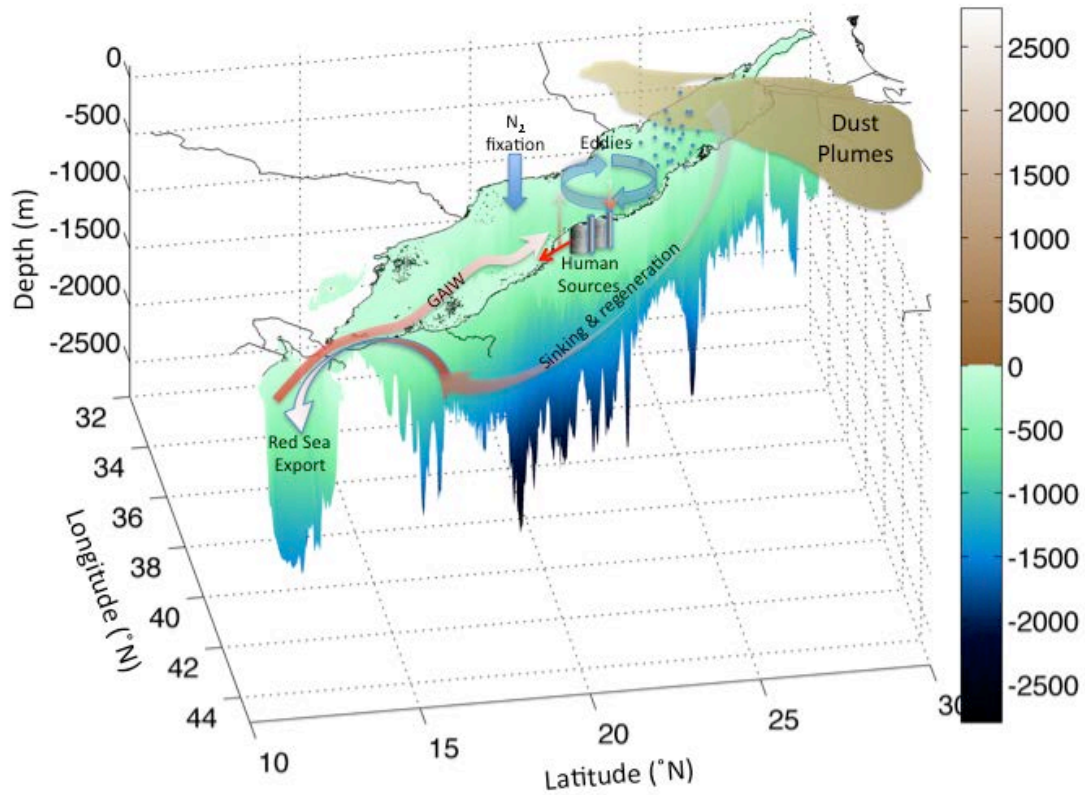 0
-500
-1000
-1500
-2000
-2500
Depth (m)
32
34
36
38
40
42
44
Longitude (˚N)
10
15
20
25
30
Latitude (˚N)
N2
fixation
Eddies
Dust
Plumes
GAIW
Human
Sources
Sinking & regeneration
Red Sea
Export
2500
2000
1500
1000
500
0
-500
-1000
-1500
-2000
-2500